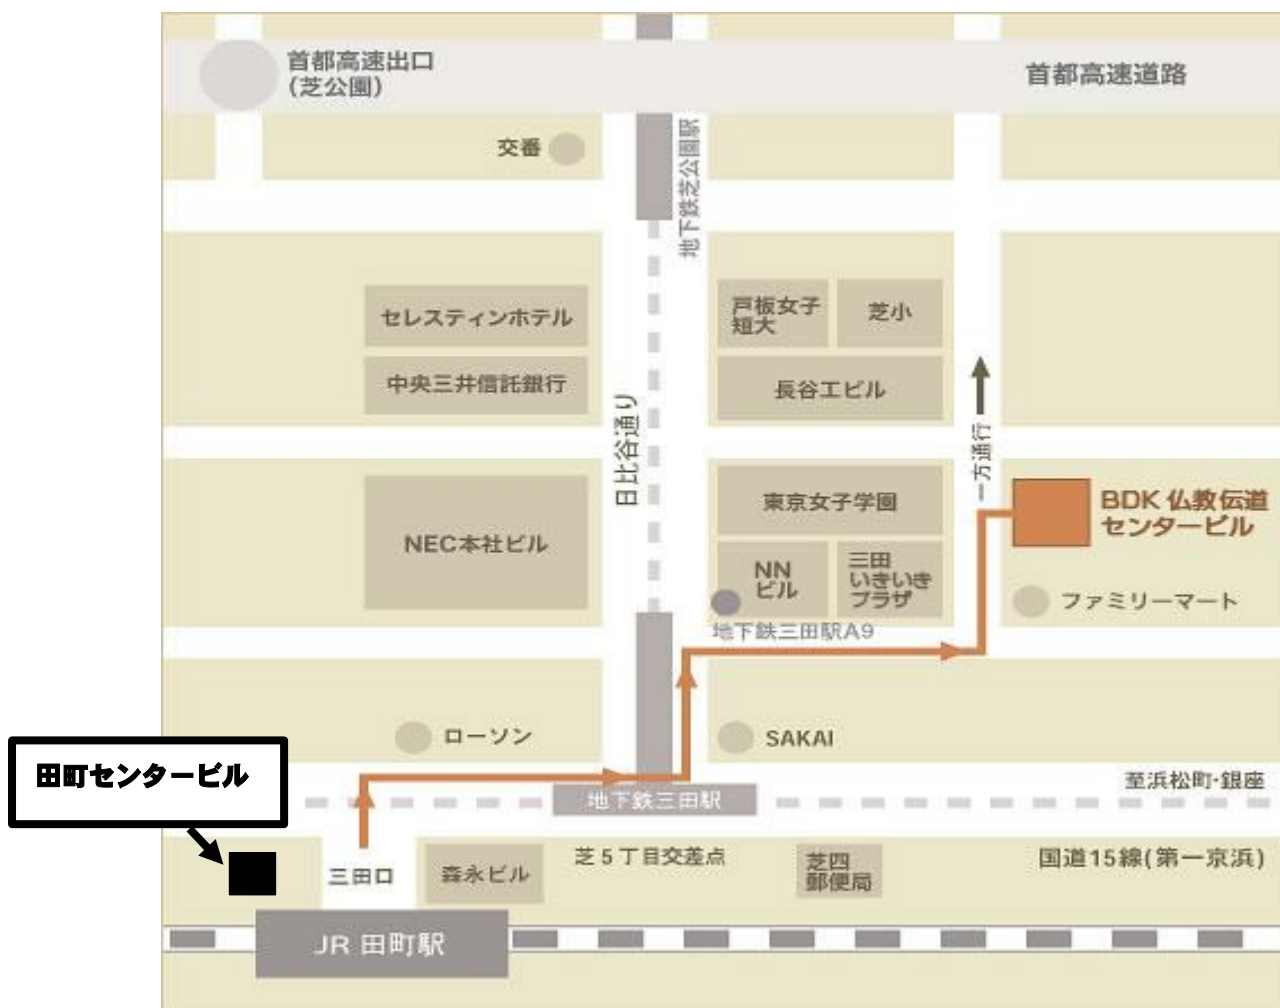 首都高速出口
(芝公園)
首都高速道路
交番
地下鉄芝公園駅
セレスティンホテル
中央三井信託銀行
戸板女子
短大
芝小
長谷工ビル
日比谷通り
一方通行
NEC本社ビル
東京女子学園
NN
ビル
三田
いきいき
プラザ
BDK 仏教伝道
センタービル
ファミリーマート
地下鉄三田駅A9
ローソン
SAKAI
田町センタービル
至浜松町・銀座
地下鉄三田駅
三田口
森永ビル
芝5丁目交差点
芝四
郵便局
国道15線(第一京浜)
JR 田町駅